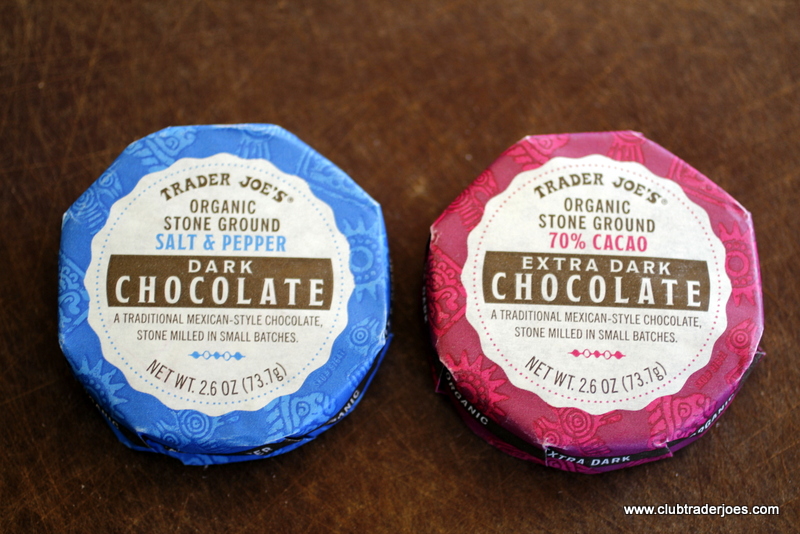 TRADER JOE'S®
ORGANIC
STONE GROUND
SALT & PEPPER
DARK
CHOCOLATE
A TRADITIONAL MEXICAN-STYLE CHOCOLATE,
STONE MILLED IN SMALL BATCHES.
NET WT. 2.6 OZ (73.7g)
TRADER JOE'S®
ORGANIC
STONE GROUND
70% CACAO
EXTRA DARK
CHOCOLATE
A TRADITIONAL MEXICAN-STYLE CHOCOLATE,
STONE MILLED IN SMALL BATCHES.
NET WT. 2.6 OZ (73.7g)
ORGANIC
EXTRA DARK
ORGANIC
www.clubtraderjoes.com